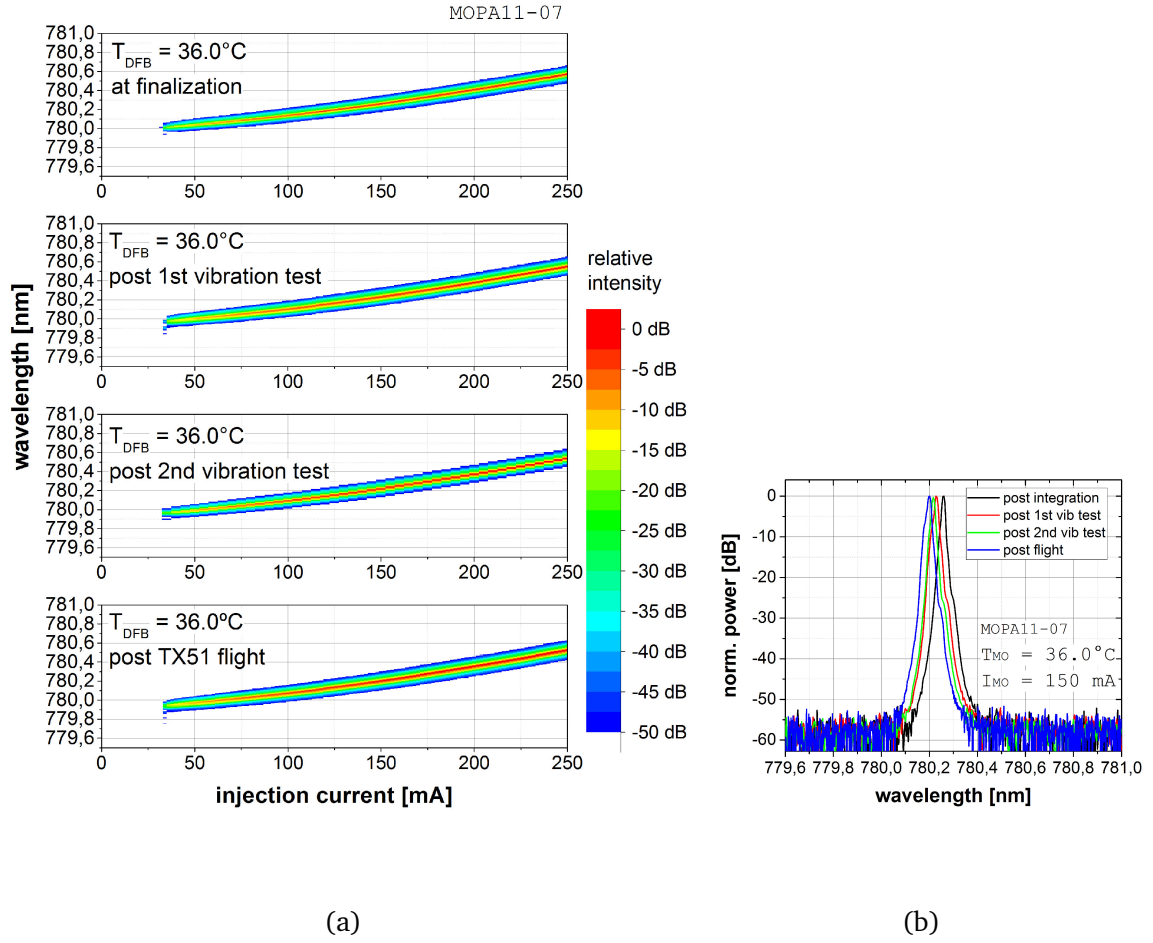 MOPA11-07
781,0
780,8
780,6
780,4
780,2
780,0
779,8
779,6
T_DFB = 36.0°C
at finalization
0 50 100 150 200 250
781,0
780,8
780,6
780,4
780,2
780,0
779,8
779,6
T_DFB = 36.0°C
post 1st vibration test
0 50 100 150 200 250
781,0
780,8
780,6
780,4
780,2
780,0
779,8
779,6
T_DFB = 36.0°C
post 2nd vibration test
0 50 100 150 200 250
781,0
780,8
780,6
780,4
780,2
780,0
779,8
779,6
T_DFB = 36.0ºC
post TX51 flight
0 50 100 150 200 250
wavelength [nm]
injection current [mA]
relative
intensity
0 dB
-5 dB
-10 dB
-15 dB
-20 dB
-25 dB
-30 dB
-35 dB
-40 dB
-45 dB
-50 dB
(a)
0
-10
-20
-30
-40
-50
-60
norm. power [dB]
post integration
post 1st vib test
post 2nd vib test
post flight
MOPA11-07
T_MO = 36.0°C
I_MO = 150 mA
779,6 779,8 780,0 780,2 780,4 780,6 780,8 781,0
wavelength [nm]
(b)